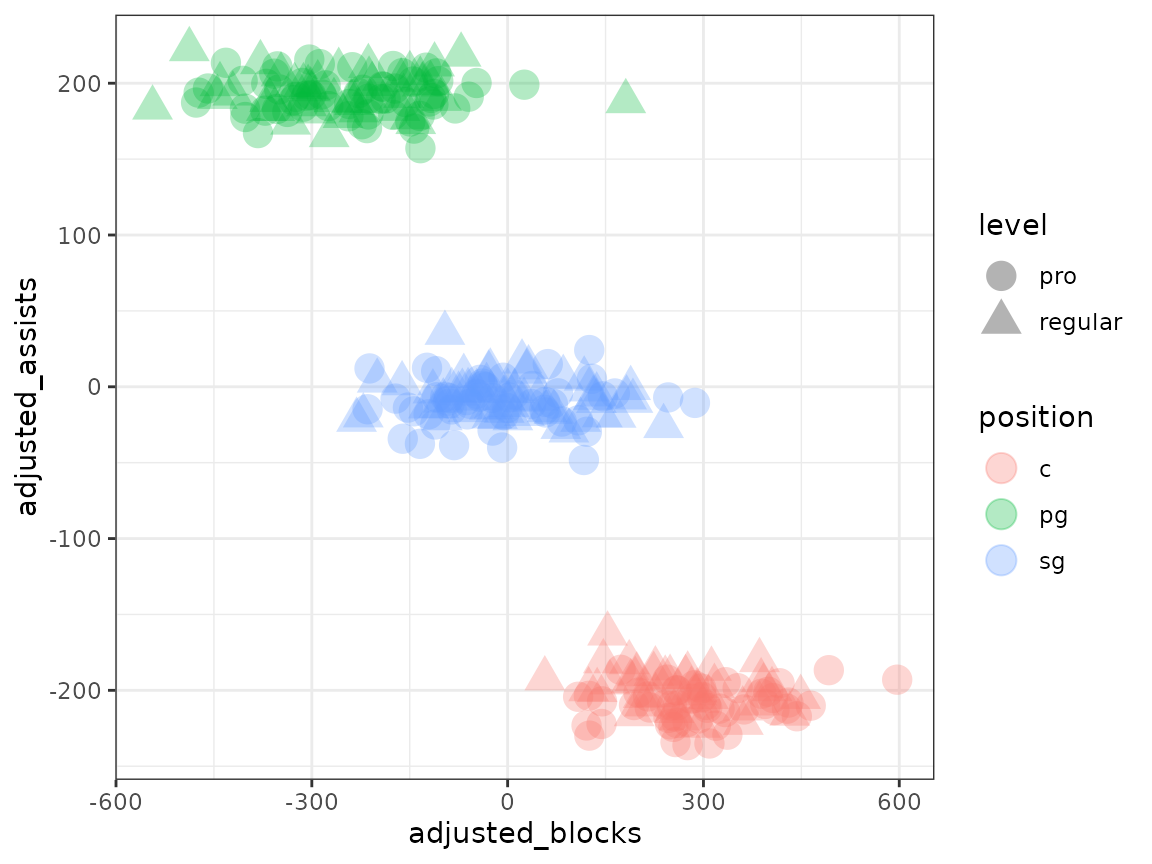 200
100
0
-100
-200
adjusted_assists
-600 -300 0 300 600
adjusted_blocks
level
pro
regular
position
c
pg
sg